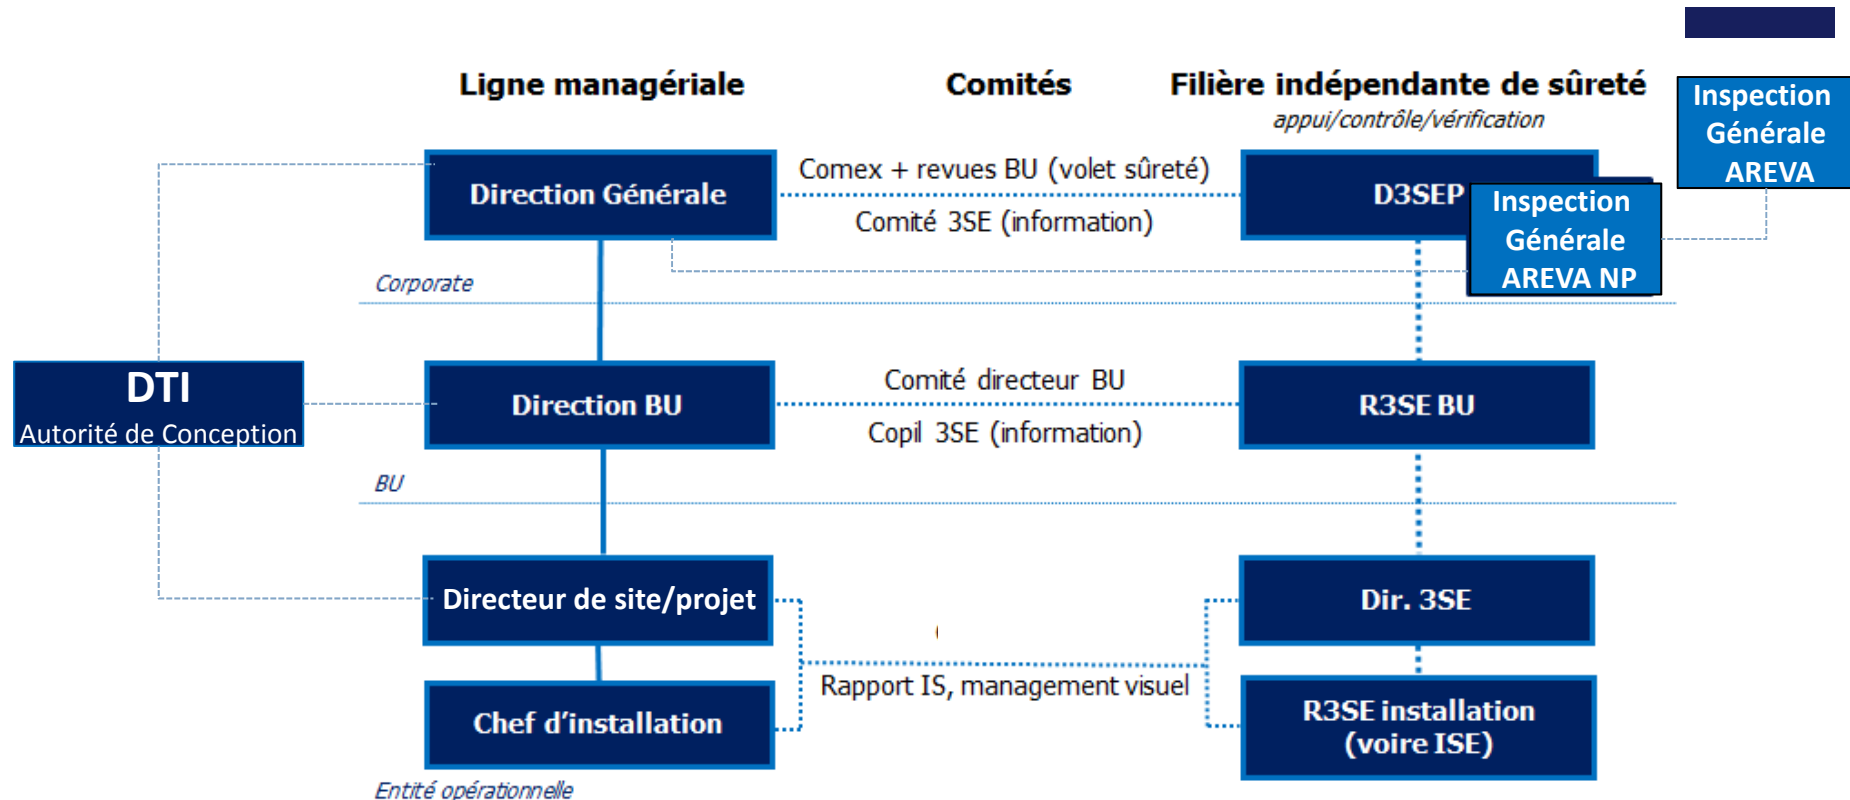 Ligne managériale
Comités
Filière indépendante de sûreté
appui/contrôle/vérification
Inspection
Générale
AREVA
Direction Générale
Comex + revues BU (volet sûreté)
Comité 3SE (information)
D3SEP
Inspection
Générale
AREVA NP
Corporate
DTI
Autorité de Conception
Direction BU
Comité directeur BU
Copil 3SE (information)
R3SE BU
BU
Directeur de site/projet
Dir. 3SE
Rapport IS, management visuel
Chef d'installation
R3SE installation
(voire ISE)
Entité opérationnelle